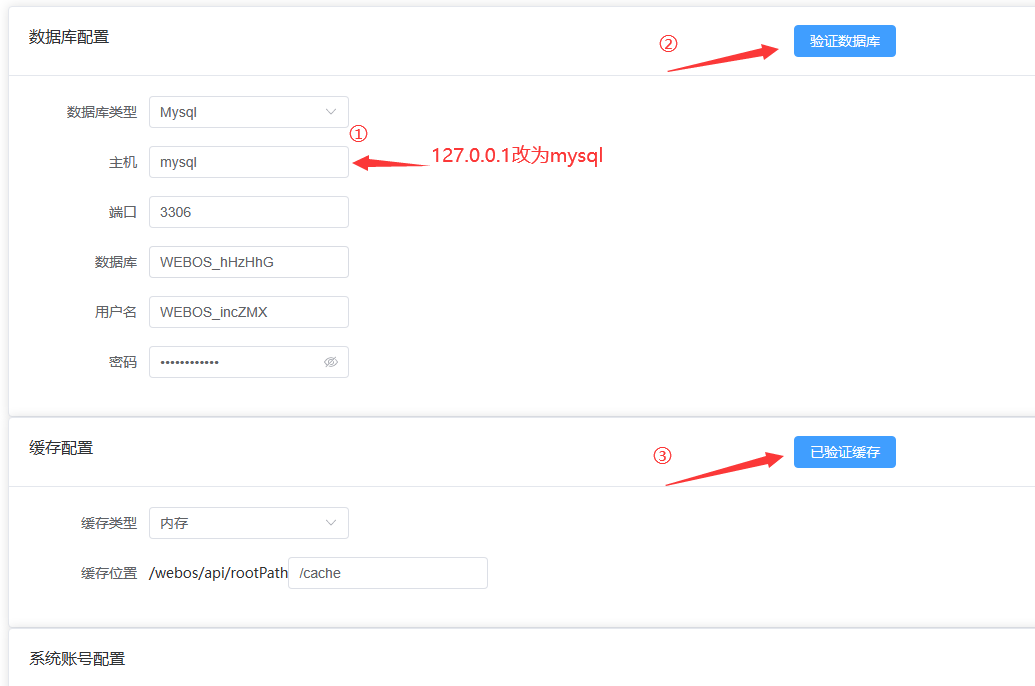 数据库配置
② 验证数据库
数据库类型 Mysql
①
主机 mysql 127.0.0.1改为mysql
端口 3306
数据库 WEBOS_hHzHhG
用户名 WEBOS_incZMX
密码 ••••••••••••
缓存配置
③ 已验证缓存
缓存类型 内存
缓存位置 /webos/api/rootPath /cache
系统账号配置